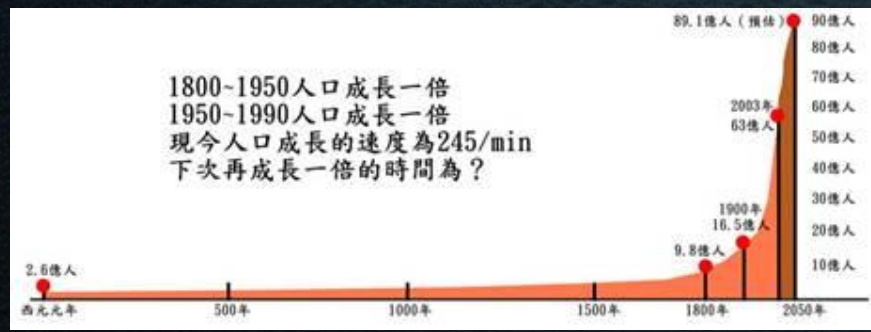 89.1億人(預估)
90億人
80億人
1800~1950人口成長一倍
1950~1990人口成長一倍
現今人口成長的速度為245/min
下次再成長一倍的時間為？
70億人
2003年
63億人
60億人
50億人
40億人
30億人
1900年
16.5億人
20億人
9.8億人
10億人
2.6億人
西元元年
500年
1000年
1500年
1800年
2050年